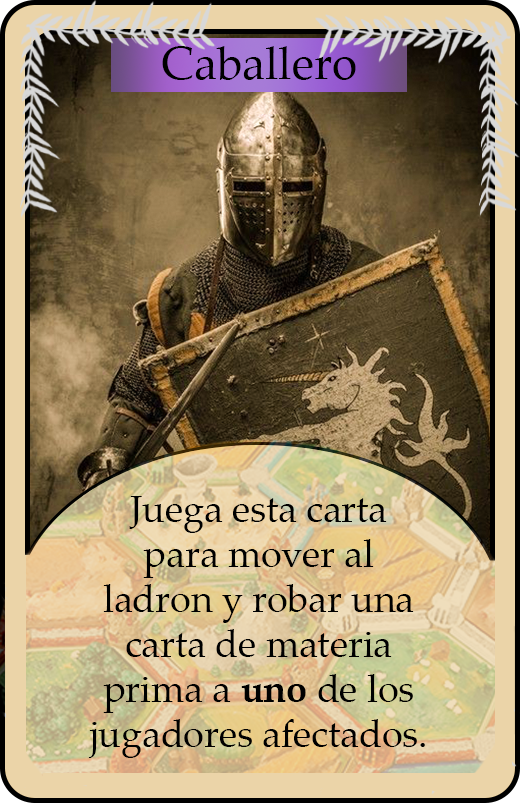 Caballero
Juega esta carta
para mover al
ladron y robar una
carta de materia
prima a uno de los
jugadores afectados.